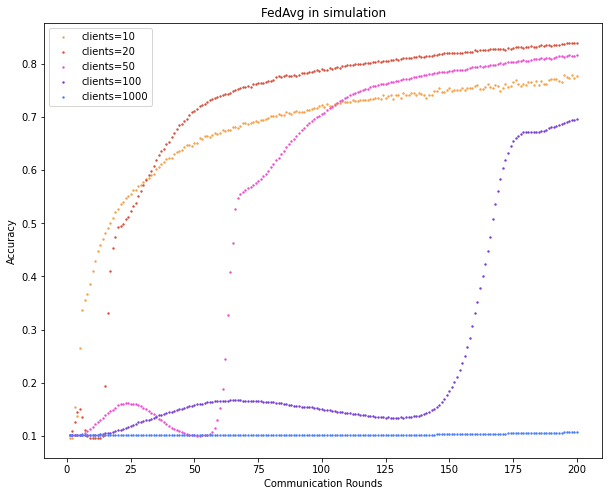 FedAvg in simulation
clients=10
clients=20
clients=50
clients=100
clients=1000
Accuracy
0.8
0.7
0.6
0.5
0.4
0.3
0.2
0.1
0
25
50
75
100
125
150
175
200
Communication Rounds